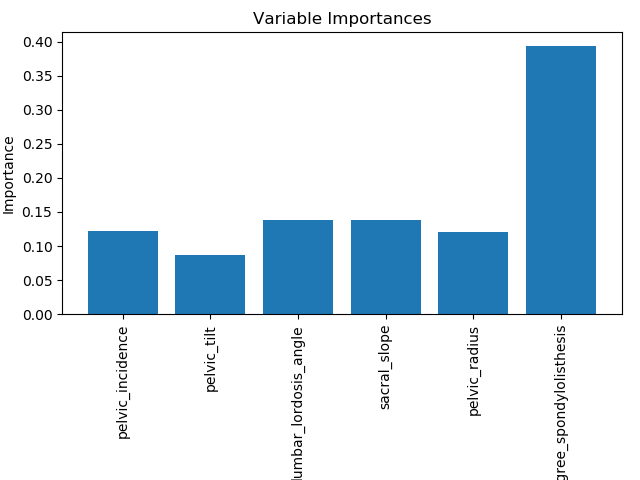 Variable Importances
Importance
0.40
0.35
0.30
0.25
0.20
0.15
0.10
0.05
0.00
pelvic_incidence
pelvic_tilt
lumbar_lordosis_angle
sacral_slope
pelvic_radius
gree_spondylolisthesis